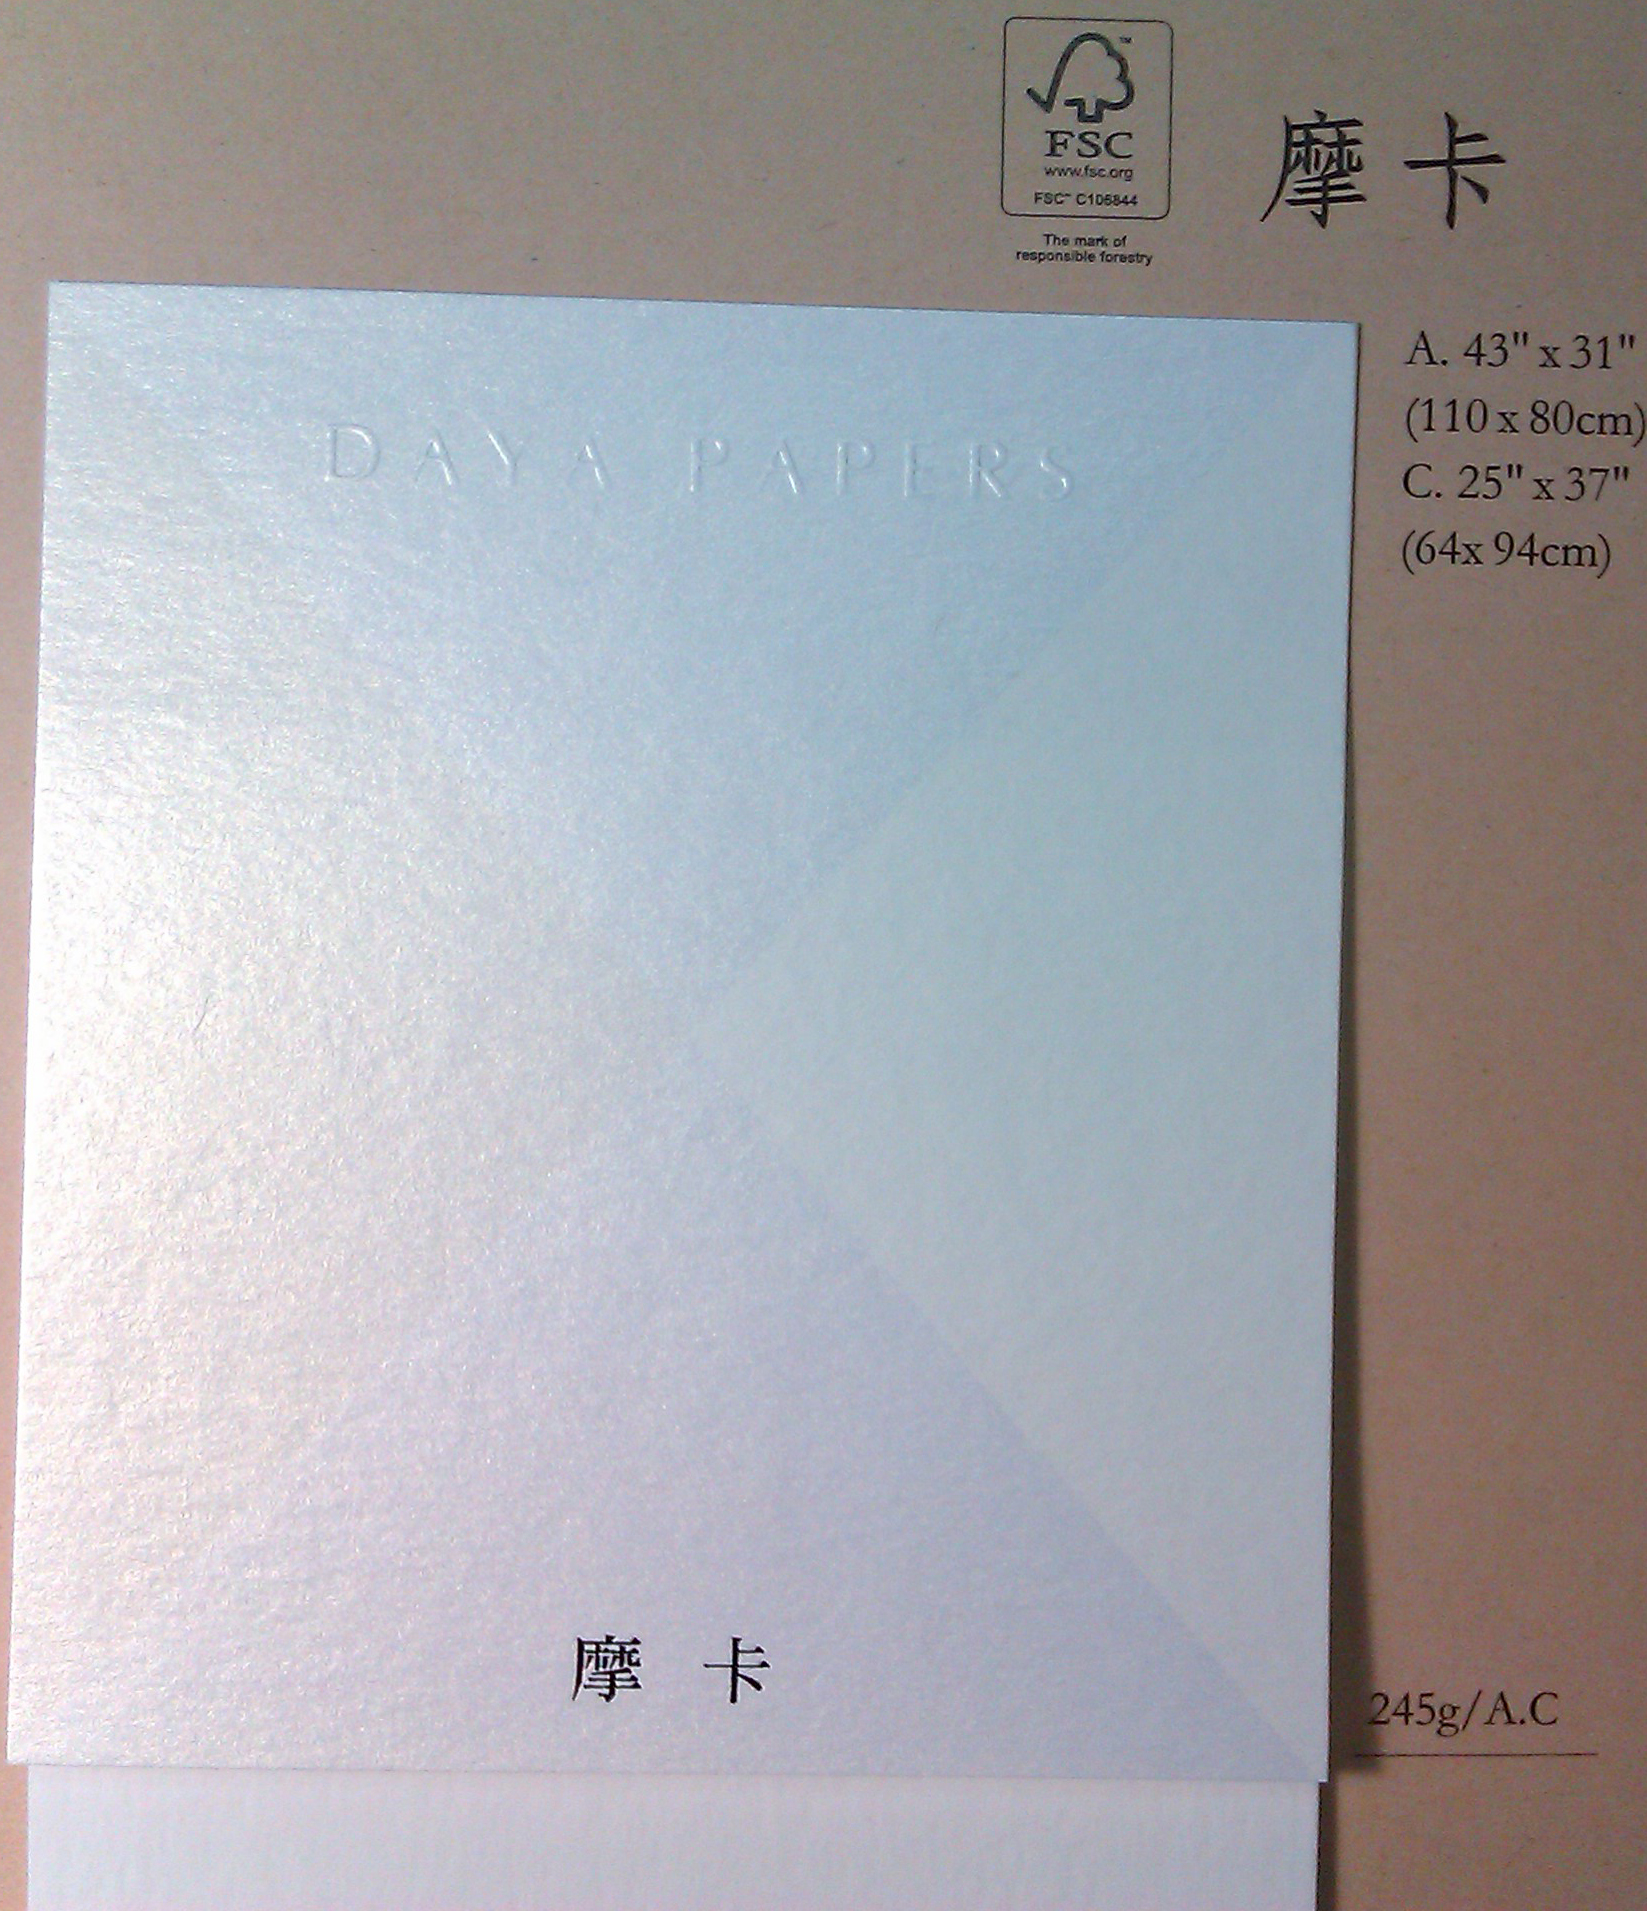 FSC
www.fsc.org
FSC™ C106844
The mark of
responsible forestry
摩卡
A. 43" x 31"
(110 x 80cm)
C. 25" x 37"
(64x 94cm)
DAYA PAPERS
摩卡
245g/A.C